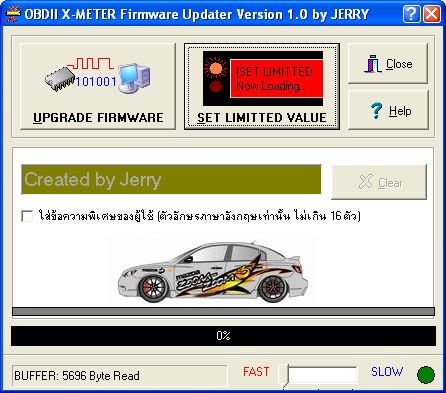 OBDII X-METER Firmware Updater Version 1.0 by JERRY
101001
UPGRADE FIRMWARE
[SET LIMITTED
Now Loading...
SET LIMITED VALUE
Close
Help
Created by Jerry
Clear
ใส่ข้อความพิเศษของผู้ใช้ (ตัวอักษรภาษาอังกฤษเท่านั้น ไม่เกิน 16 ตัว)
mazda
ZOOM-ZOOM
0%
BUFFER: 5696 Byte Read
FAST
SLOW